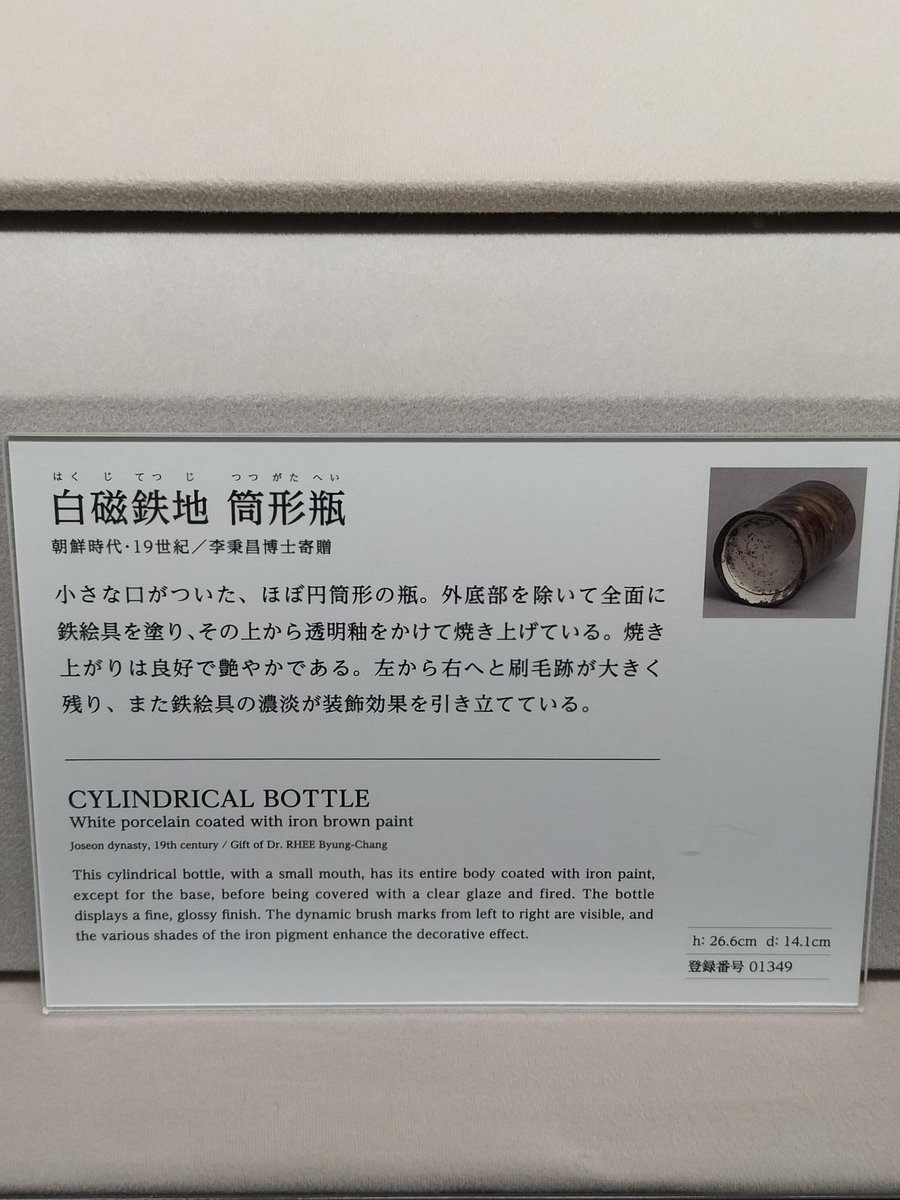 はくじてつじ つつがたへい
白磁鉄地 筒形瓶
朝鮮時代・19世紀／李秉昌博士寄贈
小さな口がついた、ほぼ円筒形の瓶。外底部を除いて全面に
鉄絵具を塗り、その上から透明釉をかけて焼き上げている。焼き
上がりは良好で艶やかである。左から右へと刷毛跡が大きく
残り、また鉄絵具の濃淡が装飾効果を引き立てている。
CYLINDRICAL BOTTLE
White porcelain coated with iron brown paint
Joseon dynasty, 19th century / Gift of Dr. RHEE Byung-Chang
This cylindrical bottle, with a small mouth, has its entire body coated with iron paint,
except for the base, before being covered with a clear glaze and fired. The bottle
displays a fine, glossy finish. The dynamic brush marks from left to right are visible, and
the various shades of the iron pigment enhance the decorative effect.
h: 26.6cm d: 14.1cm
登録番号 01349